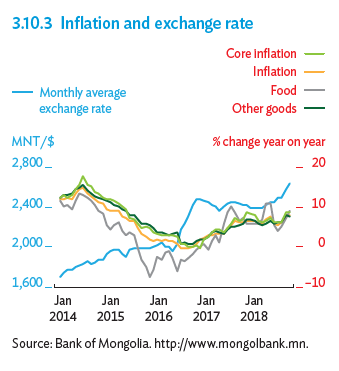 3.10.3 Inflation and exchange rate
Core inflation
Inflation
Monthly average
exchange rate
Food
Other goods
MNT/$
% change year on year
2,800
20
2,400
10
2,000
0
1,600
–10
Jan Jan Jan Jan Jan
2014 2015 2016 2017 2018
Source: Bank of Mongolia. http://www.mongolbank.mn.